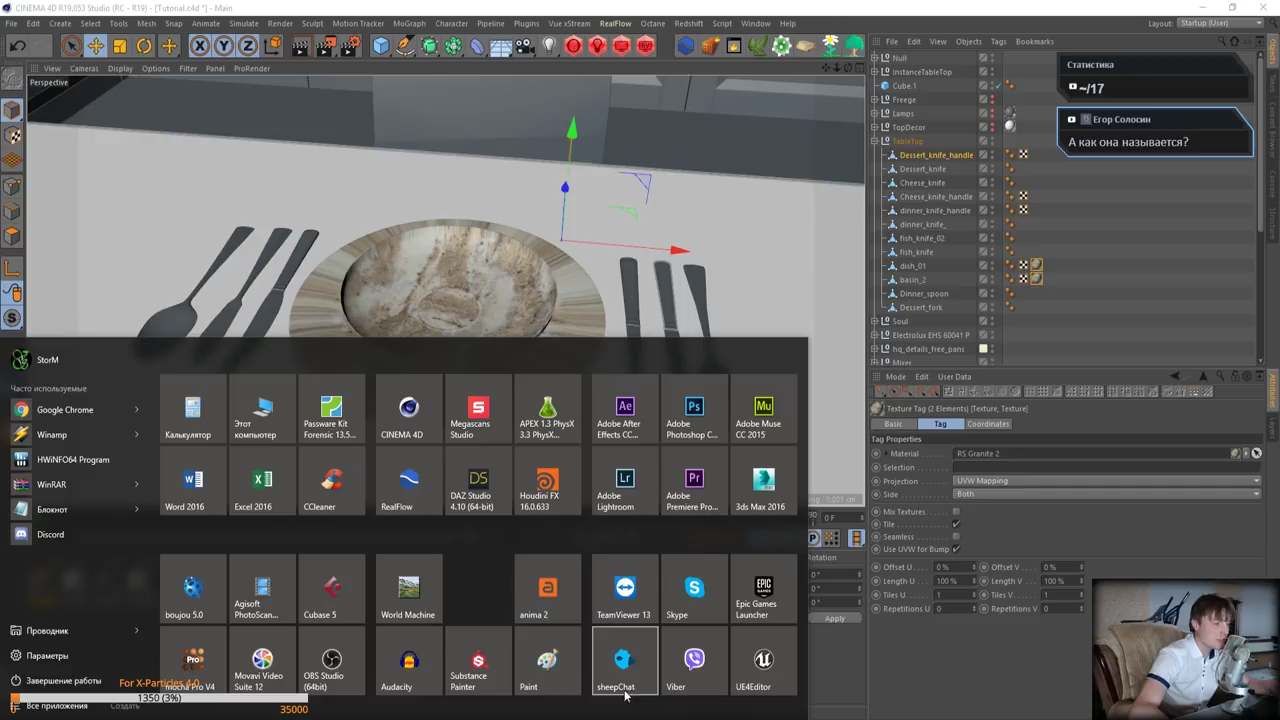 CINEMA 4D R19.053 Studio (RC - R19) - [Tutorial.c4d *] - Main
File Edit Create Select Tools Mesh Snap Animate Simulate Render Sculpt Motion Tracker MoGraph Character Pipeline Plugins Vue xStream RealFlow Octane Redshift Script Window Help
Layout: Startup (User)
View Cameras Display Options Filter Panel ProRender
Perspective
File Edit View Objects Tags Bookmarks
Null
InstanceTableTop
Cube.1
Freege
Lamps
TopDecor
TableTop
Dessert_knife_handle
Dessert_knife
Cheese_knife
Cheese_knife_handle
dinner_knife_handle
dinner_knife_
fish_knife_02
fish_knife
dish_01
basin_2
Dinner_spoon
Dessert_fork
Soul
Electrolux EHS 60041 P
hq_details_free_pans
Mixer
Статистика
~/17
Егор Солосин
А как она называется?
Mode Edit User Data
Texture Tag (2 Elements) [Texture, Texture]
Basic Tag Coordinates
Tag Properties
Material RS Granite 2
Selection
Projection UVW Mapping
Side Both
Mix Textures
Tile
Seamless
Use UVW for Bump
Offset U 0 % Offset V 0 %
Length U 100 % Length V 100 %
Tiles U 1 Tiles V 1
Repetitions U 0 Repetitions V 0
0 F
Rotation
0 °
0 °
0 °
Apply
StorM
Часто используемые
Google Chrome
Winamp
HWiNFO64 Program
WinRAR
Блокнот
Discord
Проводник
Параметры
Завершение работы
Все приложения
Создать
For X-Particles 4.0
1350 (3%)
0 35000
Калькулятор
Этот компьютер
Passware Kit Forensic 13.5...
CINEMA 4D
Megascans Studio
APEX 1.3 PhysX 3.3 PhysX...
Adobe After Effects CC...
Adobe Photoshop C...
Adobe Muse CC 2015
Word 2016
Excel 2016
CCleaner
RealFlow
DAZ Studio 4.10 (64-bit)
Houdini FX 16.0.633
Adobe Lightroom
Adobe Premiere Pro...
3ds Max 2016
boujou 5.0
Agisoft PhotoScan...
Cubase 5
World Machine
anima 2
TeamViewer 13
Skype
Epic Games Launcher
mocha Pro V4
Movavi Video Suite 12
OBS Studio (64bit)
Audacity
Substance Painter
Paint
sheepChat
Viber
UE4Editor